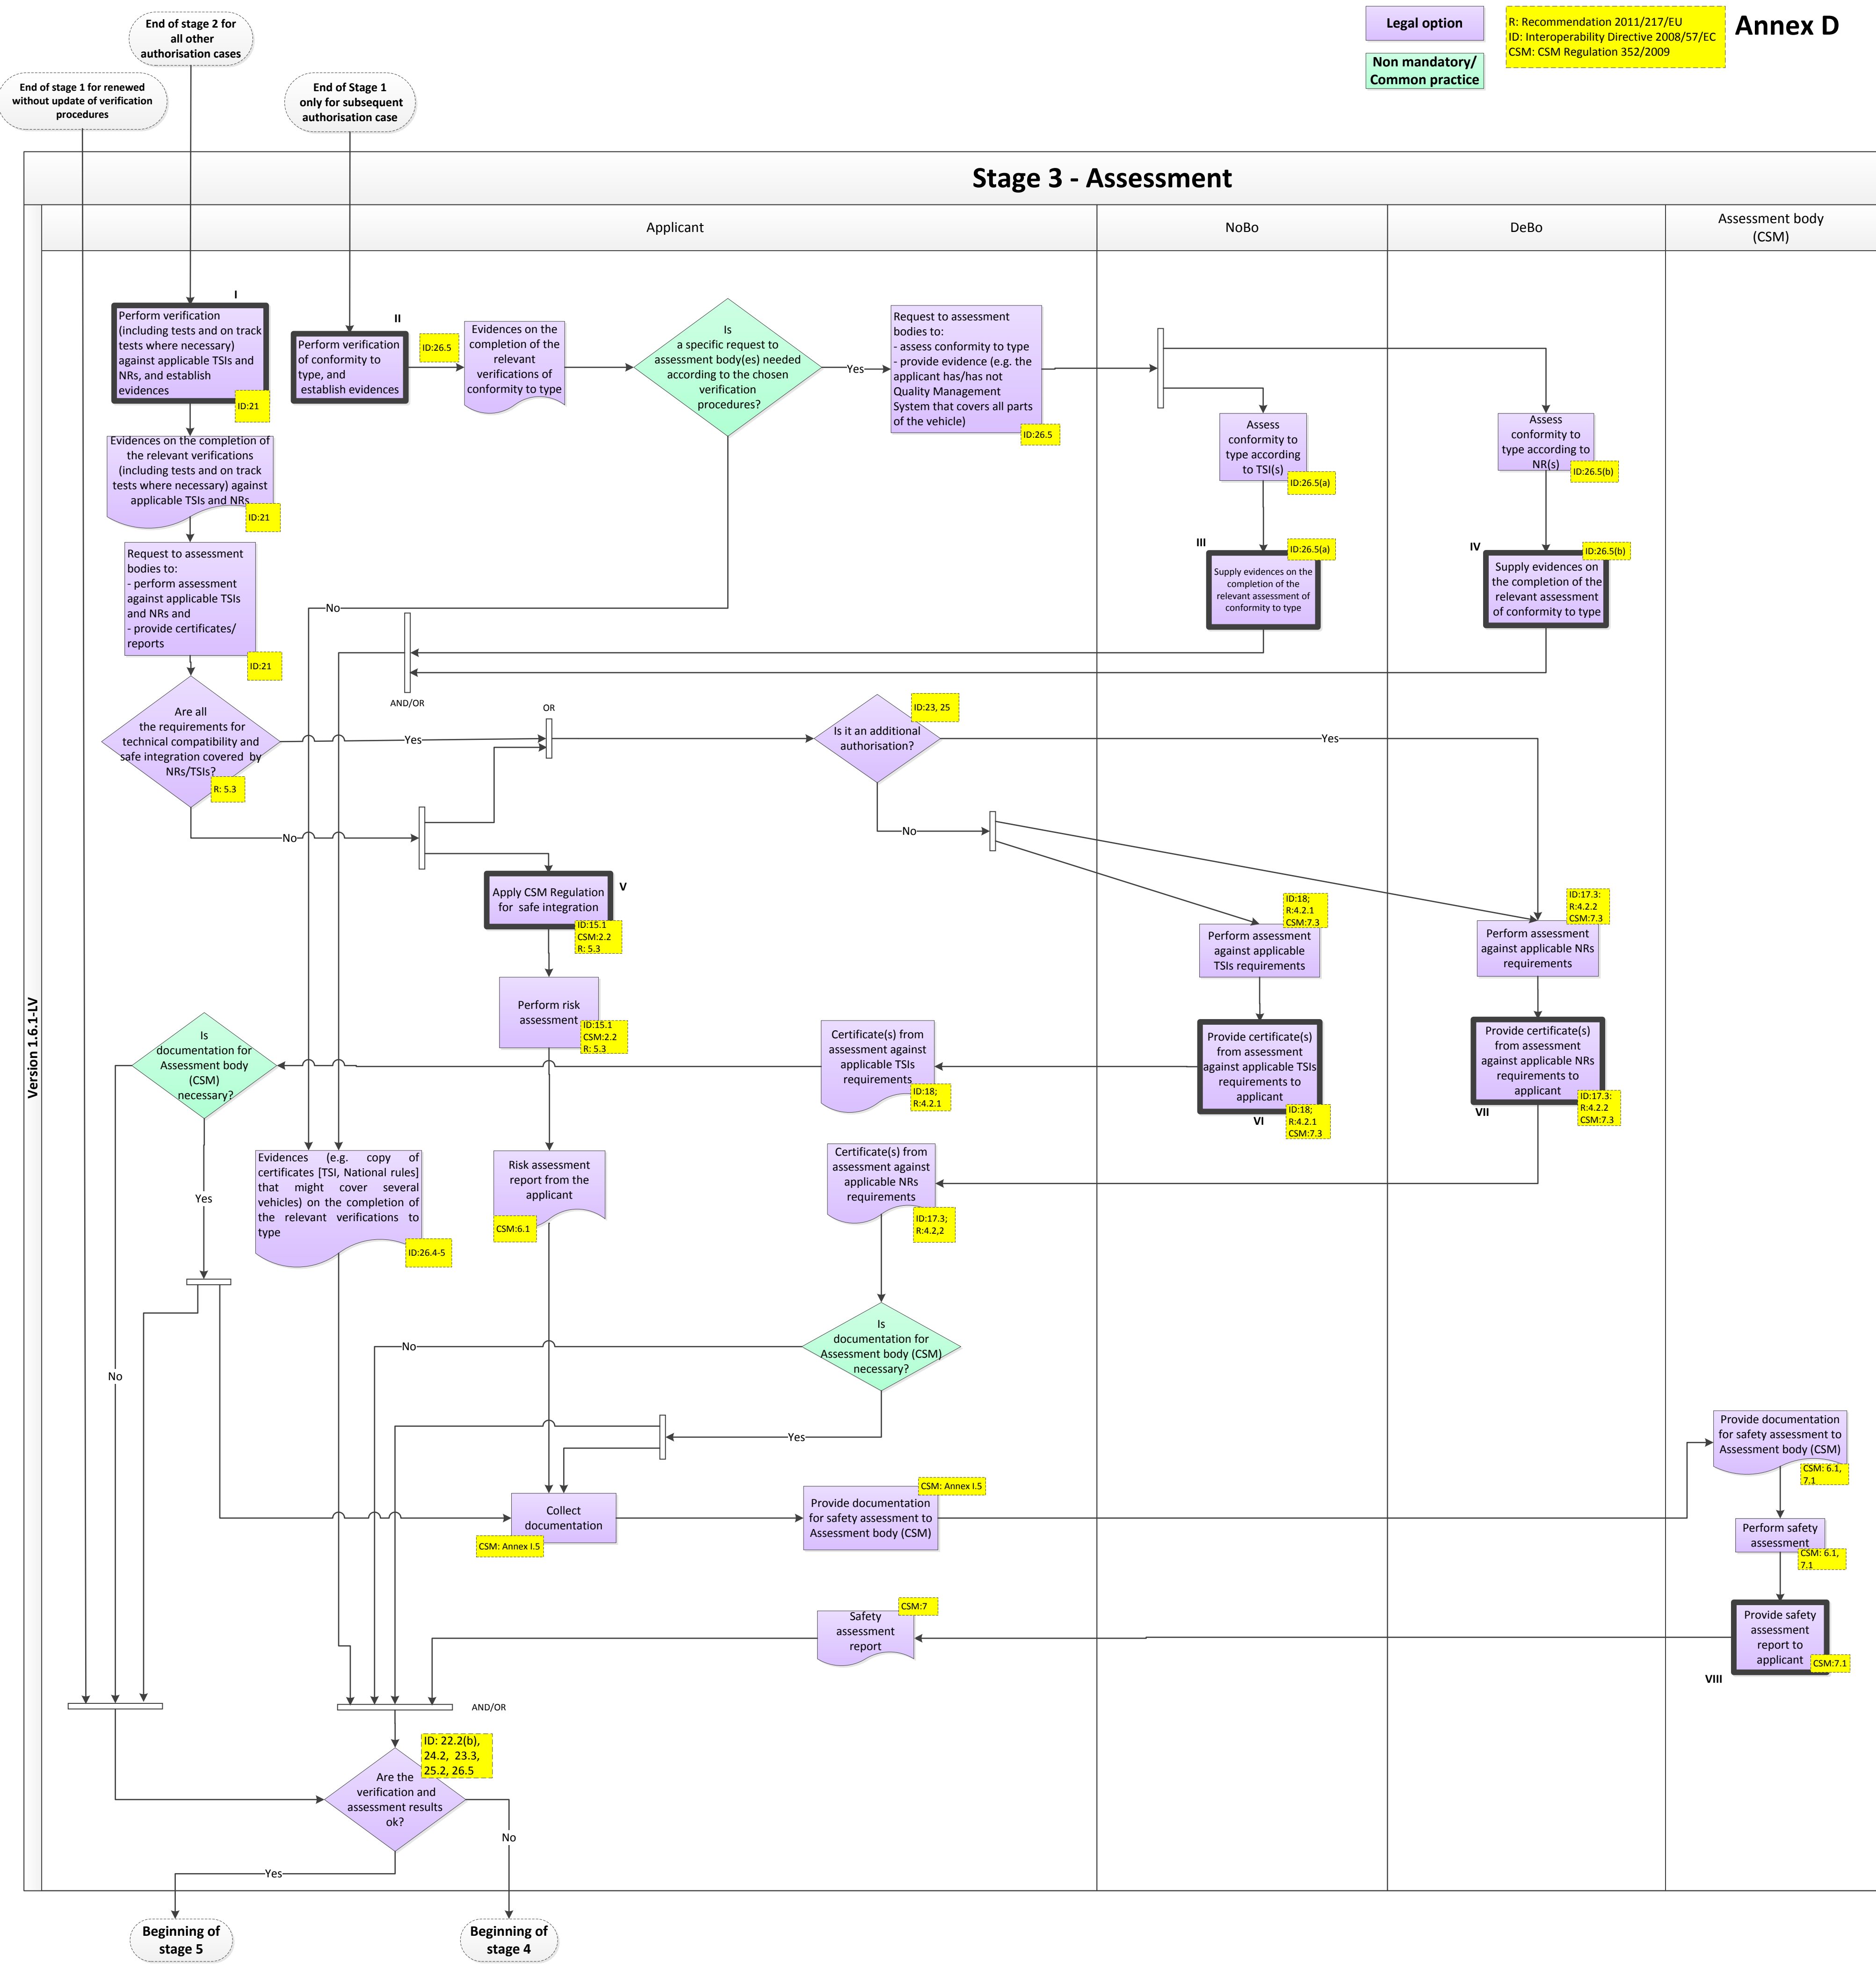 End of stage 2 for
all other
authorisation cases
Legal option
R: Recommendation 2011/217/EU
ID: Interoperability Directive 2008/57/EC
CSM: CSM Regulation 352/2009
Annex D
Non mandatory/
Common practice
End of stage 1 for renewed
without update of verification
procedures
End of Stage 1
only for subsequent
authorisation case
Stage 3 - Assessment
Version 1.6.1-LV
Applicant
NoBo
DeBo
Assessment body
(CSM)
I
Perform verification
(including tests and on track
tests where necessary)
against applicable TSIs and
NRs, and establish
evidences
ID:21
II
Perform verification
of conformity to
type, and
establish evidences
ID:26.5
Evidences on the
completion of the
relevant
verifications of
conformity to type
Is
a specific request to
assessment body(es) needed
according to the chosen
verification
procedures?
Yes
Request to assessment
bodies to:
- assess conformity to type
- provide evidence (e.g. the
applicant has/has not
Quality Management
System that covers all parts
of the vehicle)
ID:26.5
Assess
conformity to
type according
to TSI(s)
ID:26.5(a)
Assess
conformity to
type according to
NR(s)
ID:26.5(b)
Evidences on the completion of
the relevant verifications
(including tests and on track
tests where necessary) against
applicable TSIs and NRs
ID:21
Request to assessment
bodies to:
- perform assessment
against applicable TSIs
and NRs and
- provide certificates/
reports
ID:21
III
ID:26.5(a)
Supply evidences on the
completion of the
relevant assessment of
conformity to type
IV
ID:26.5(b)
Supply evidences on
the completion of the
relevant assessment
of conformity to type
No
AND/OR
Are all
the requirements for
technical compatibility and
safe integration covered by
NRs/TSIs?
R: 5.3
Yes
OR
Is it an additional
authorisation?
ID:23, 25
Yes
No
No
Apply CSM Regulation
for safe integration
V
ID:15.1
CSM:2.2
R: 5.3
ID:18;
R:4.2.1
CSM:7.3
Perform assessment
against applicable
TSIs requirements
ID:17.3:
R:4.2.2
CSM:7.3
Perform assessment
against applicable NRs
requirements
Perform risk
assessment
ID:15.1
CSM:2.2
R: 5.3
Is
documentation for
Assessment body
(CSM)
necessary?
Certificate(s) from
assessment against
applicable TSIs
requirements
ID:18;
R:4.2.1
Provide certificate(s)
from assessment
against applicable TSIs
requirements to
applicant
VI
ID:18;
R:4.2.1
CSM:7.3
Provide certificate(s)
from assessment
against applicable NRs
requirements to
applicant
VII
ID:17.3:
R:4.2.2
CSM:7.3
Yes
Evidences (e.g. copy of
certificates [TSI, National rules]
that might cover several
vehicles) on the completion of
the relevant verifications to
type
ID:26.4-5
Risk assessment
report from the
applicant
CSM:6.1
Certificate(s) from
assessment against
applicable NRs
requirements
ID:17.3;
R:4.2,2
No
No
Is
documentation for
Assessment body (CSM)
necessary?
Yes
Provide documentation
for safety assessment to
Assessment body (CSM)
CSM: 6.1,
7.1
Collect
documentation
CSM: Annex I.5
CSM: Annex I.5
Provide documentation
for safety assessment to
Assessment body (CSM)
Perform safety
assessment
CSM: 6.1,
7.1
CSM:7
Safety
assessment
report
Provide safety
assessment
report to
applicant
CSM:7.1
VIII
AND/OR
ID: 22.2(b),
24.2, 23.3,
25.2, 26.5
Are the
verification and
assessment results
ok?
No
Yes
Beginning of
stage 5
Beginning of
stage 4